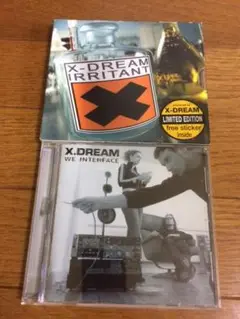 X-DREAM
IRRITANT
X-DREAM
LIMITED EDITION
free sticker
inside
X.DREAM
WE INTERFACE